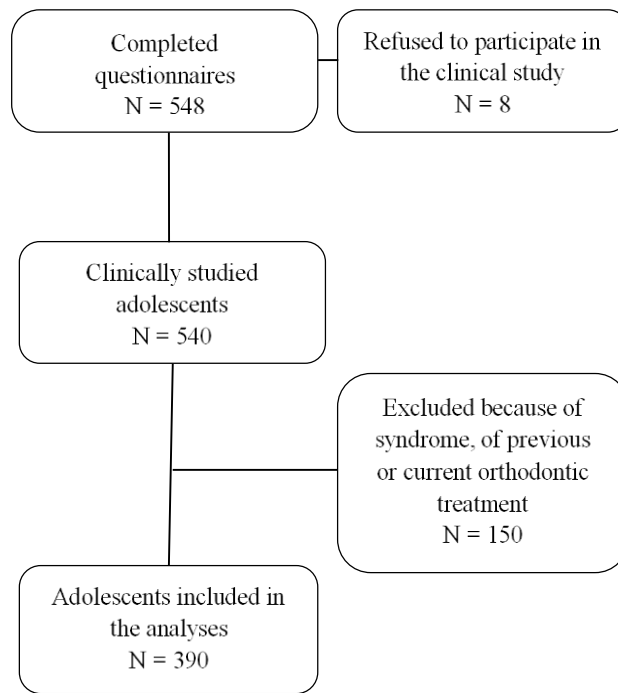 Completed
questionnaires
N = 548
Refused to participate in
the clinical study
N = 8
Clinically studied
adolescents
N = 540
Excluded because of
syndrome, of previous
or current orthodontic
treatment
N = 150
Adolescents included in
the analyses
N = 390